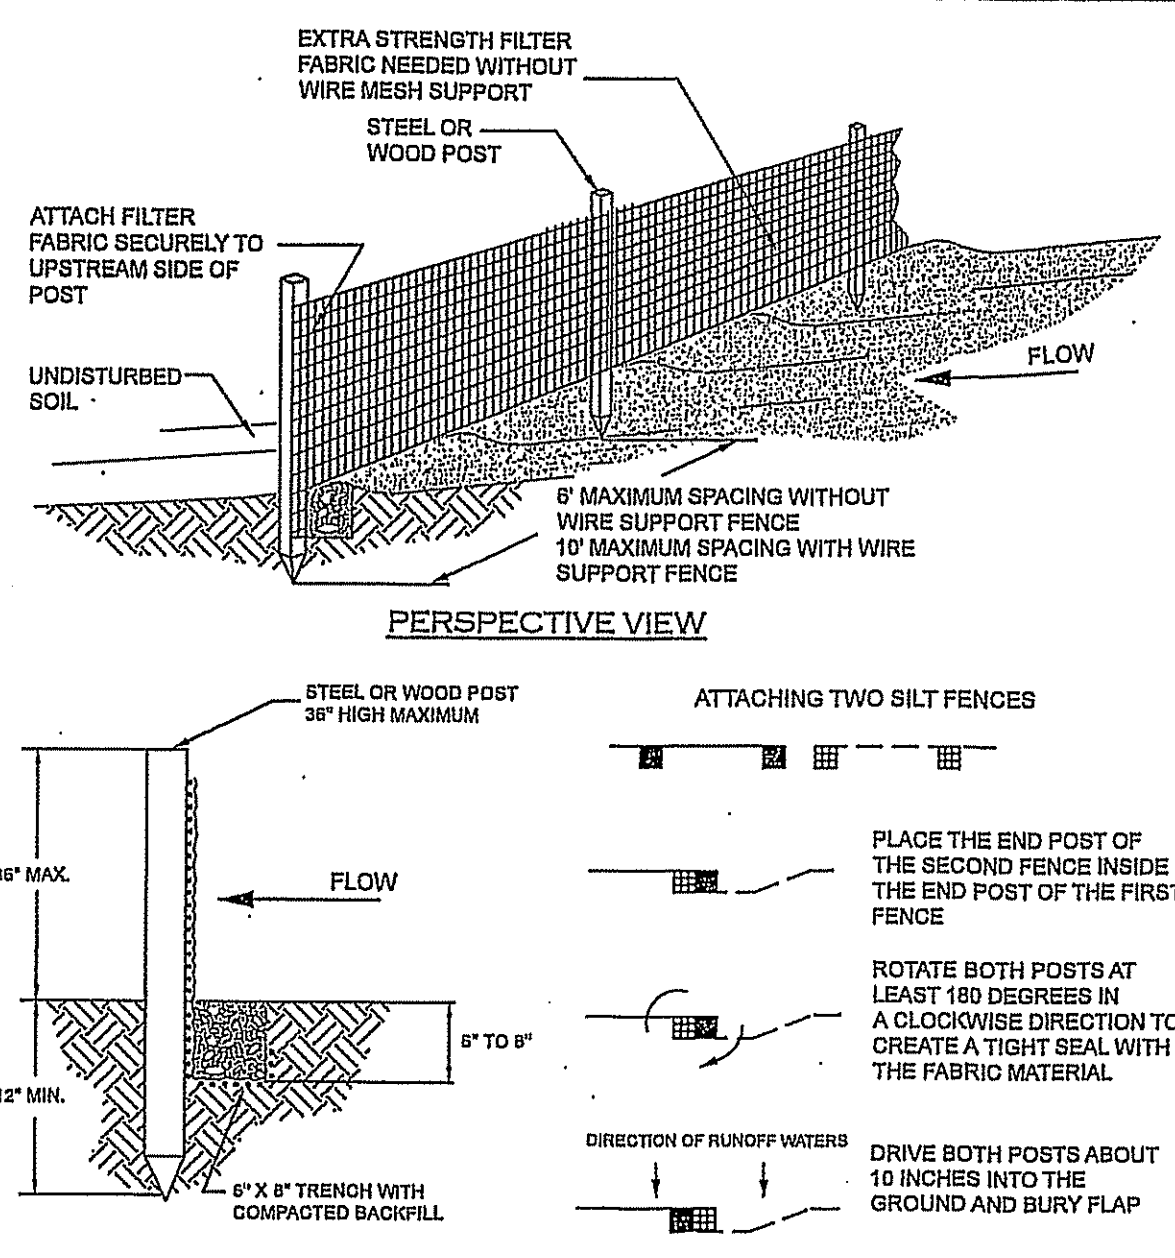 EXTRA STRENGTH FILTER
FABRIC NEEDED WITHOUT
WIRE MESH SUPPORT
STEEL OR
WOOD POST
ATTACH FILTER
FABRIC SECURELY TO
UPSTREAM SIDE OF
POST
UNDISTURBED
SOIL
FLOW
6' MAXIMUM SPACING WITHOUT
WIRE SUPPORT FENCE
10' MAXIMUM SPACING WITH WIRE
SUPPORT FENCE
PERSPECTIVE VIEW
STEEL OR WOOD POST
36" HIGH MAXIMUM
36" MAX.
FLOW
6" TO 8"
12" MIN.
6" X 8" TRENCH WITH
COMPACTED BACKFILL
ATTACHING TWO SILT FENCES
PLACE THE END POST OF
THE SECOND FENCE INSIDE
THE END POST OF THE FIRST
FENCE
ROTATE BOTH POSTS AT
LEAST 180 DEGREES IN
A CLOCKWISE DIRECTION TO
CREATE A TIGHT SEAL WITH
THE FABRIC MATERIAL
DIRECTION OF RUNOFF WATERS
DRIVE BOTH POSTS ABOUT
10 INCHES INTO THE
GROUND AND BURY FLAP